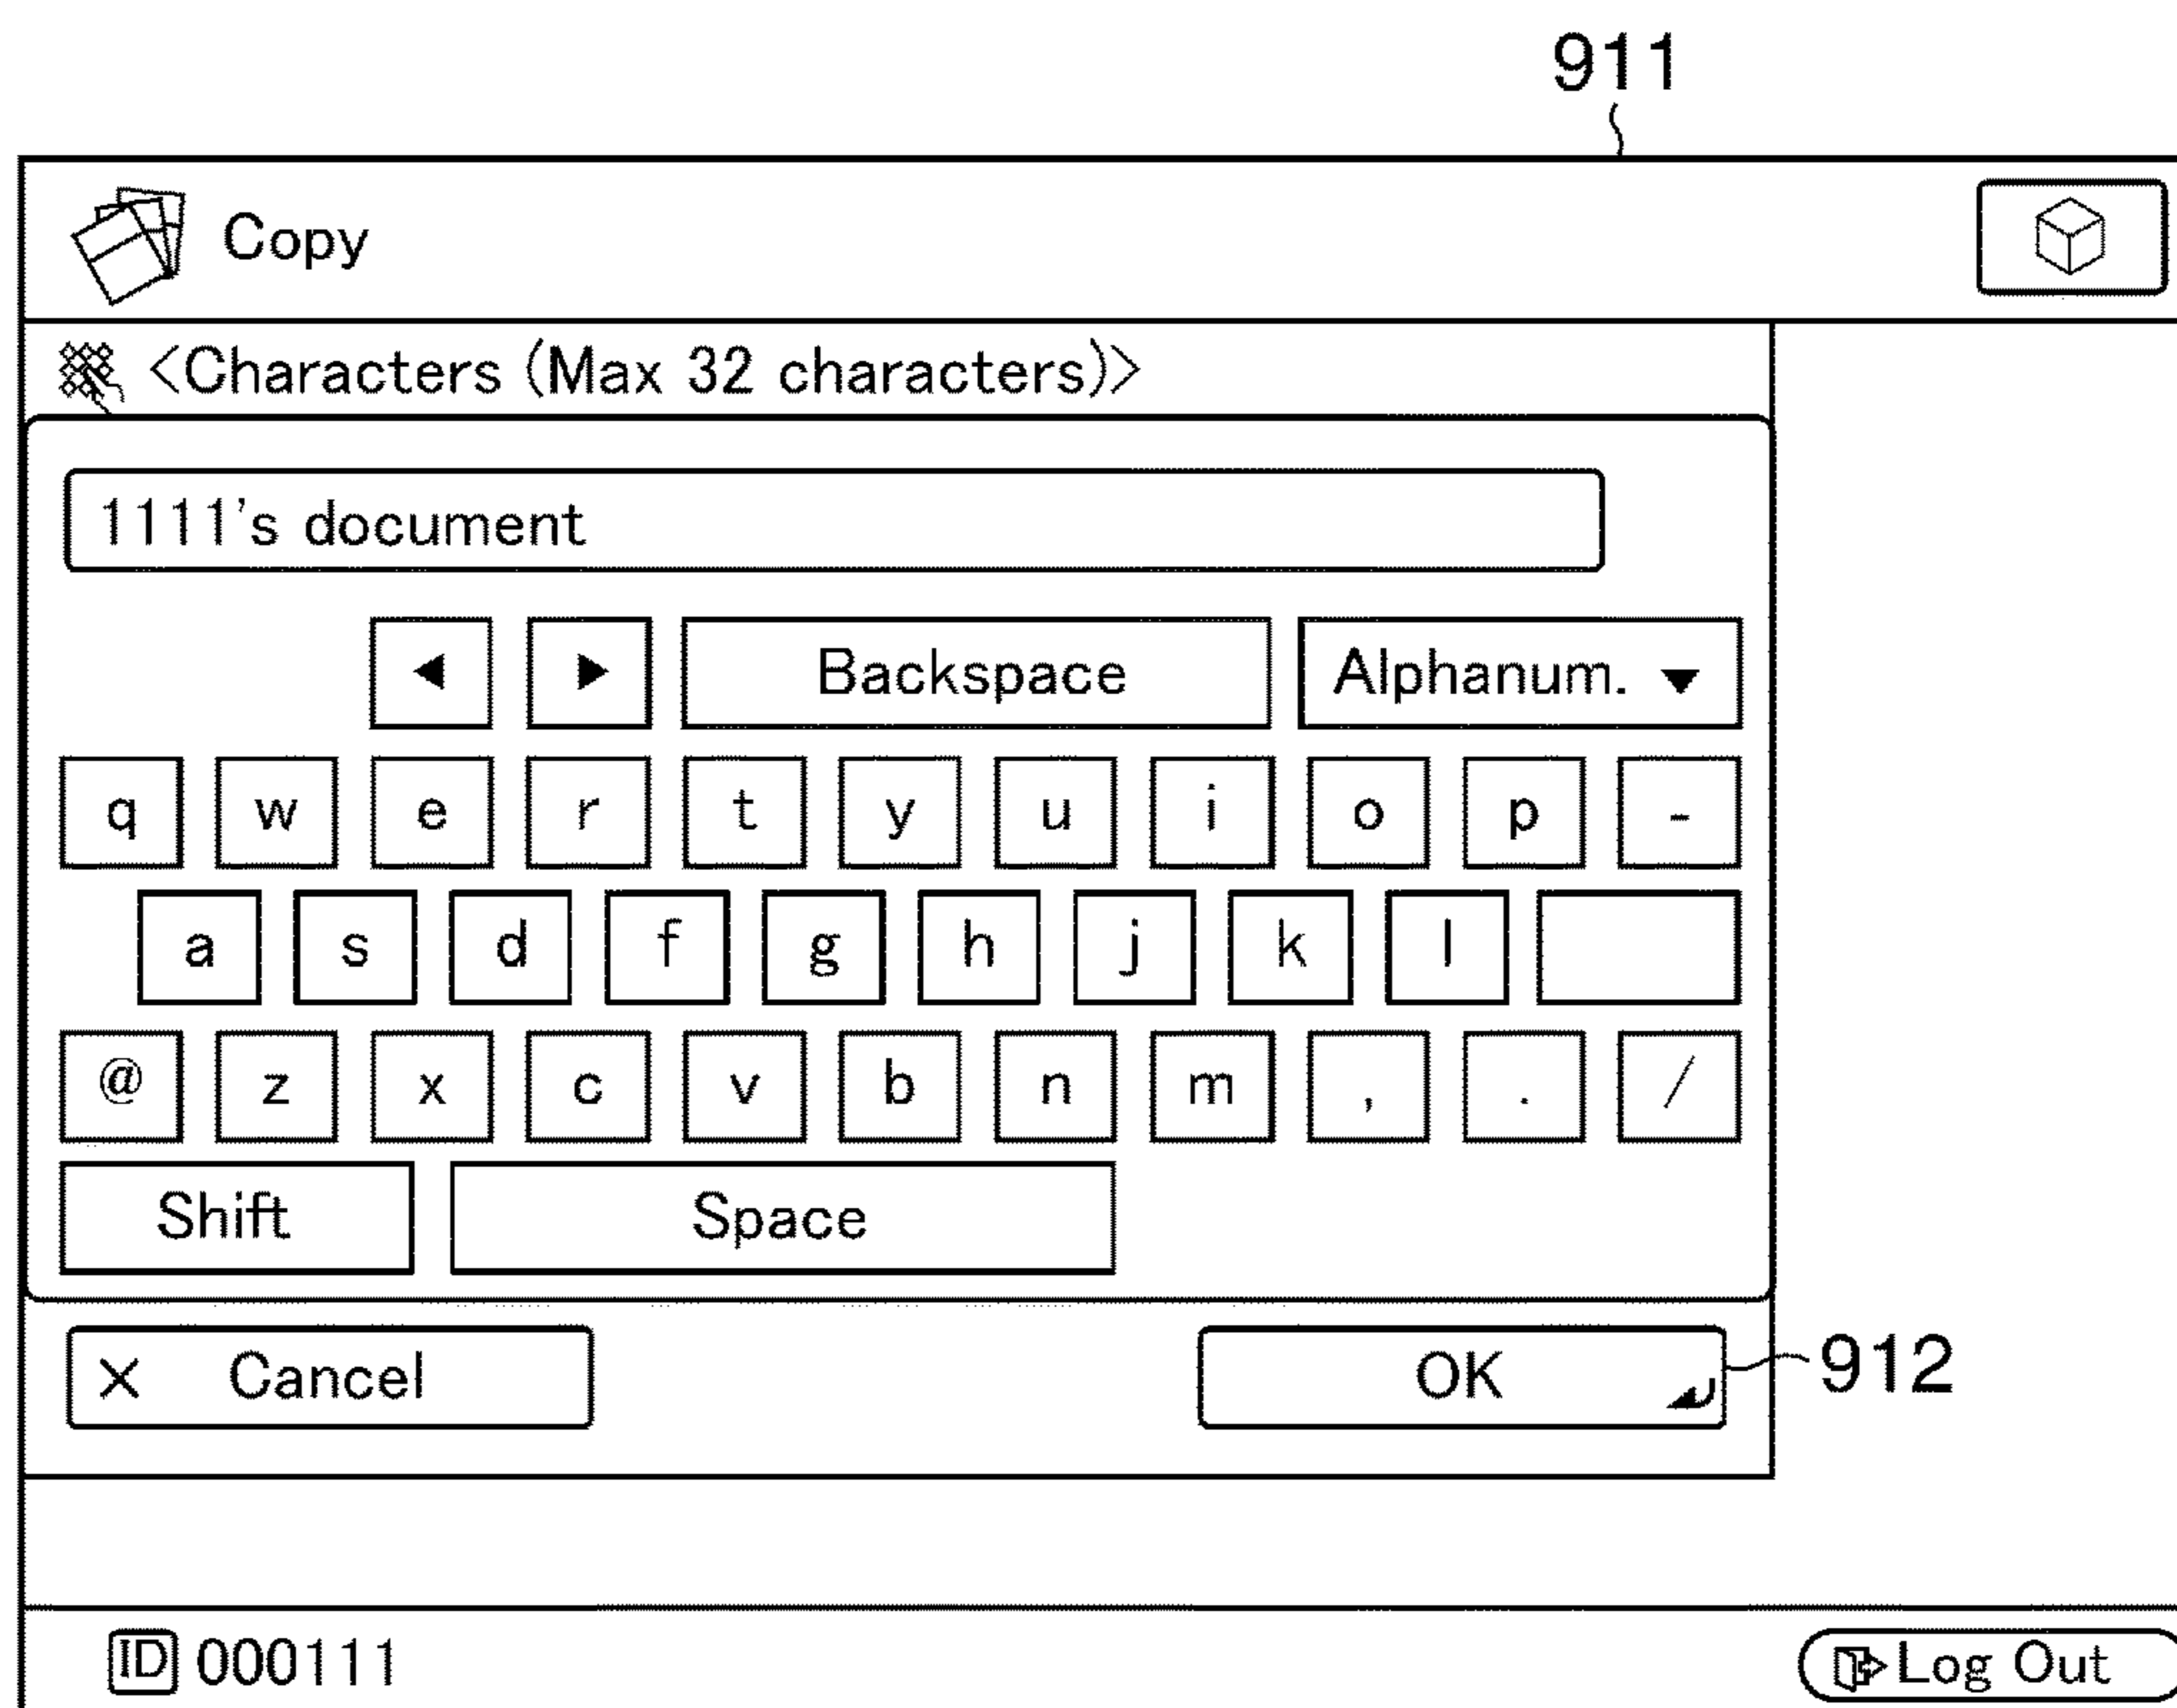 911
Copy
<Characters (Max 32 characters)>
1111's document
◀ ▶ Backspace Alphanum. ▼
q w e r t y u i o p -
a s d f g h j k l
@ z x c v b n m , . /
Shift Space
× Cancel OK 912
ID 000111 Log Out